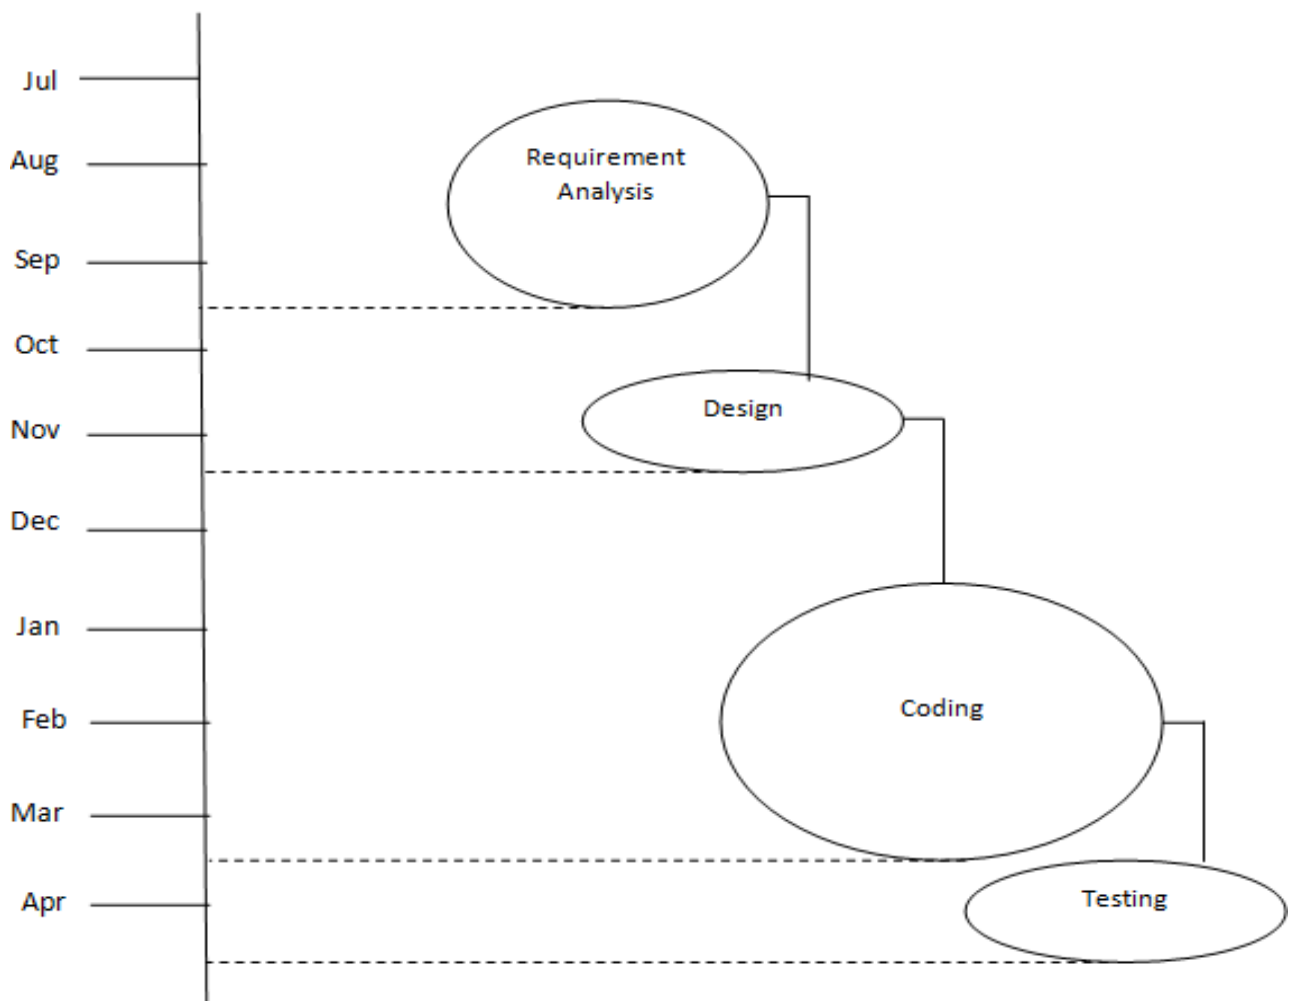 Jul
Aug
Sep
Oct
Nov
Dec
Jan
Feb
Mar
Apr
Requirement
Analysis
Design
Coding
Testing